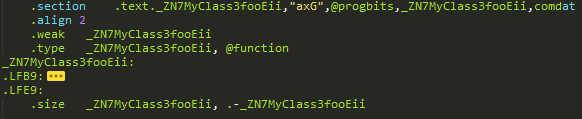 .section	.text._ZN7MyClass3fooEii,"axG",@progbits,_ZN7MyClass3fooEii,comdat
.align 2
.weak	_ZN7MyClass3fooEii
.type	_ZN7MyClass3fooEii, @function
_ZN7MyClass3fooEii:
.LFB9:
.LFE9:
.size	_ZN7MyClass3fooEii, .-_ZN7MyClass3fooEii